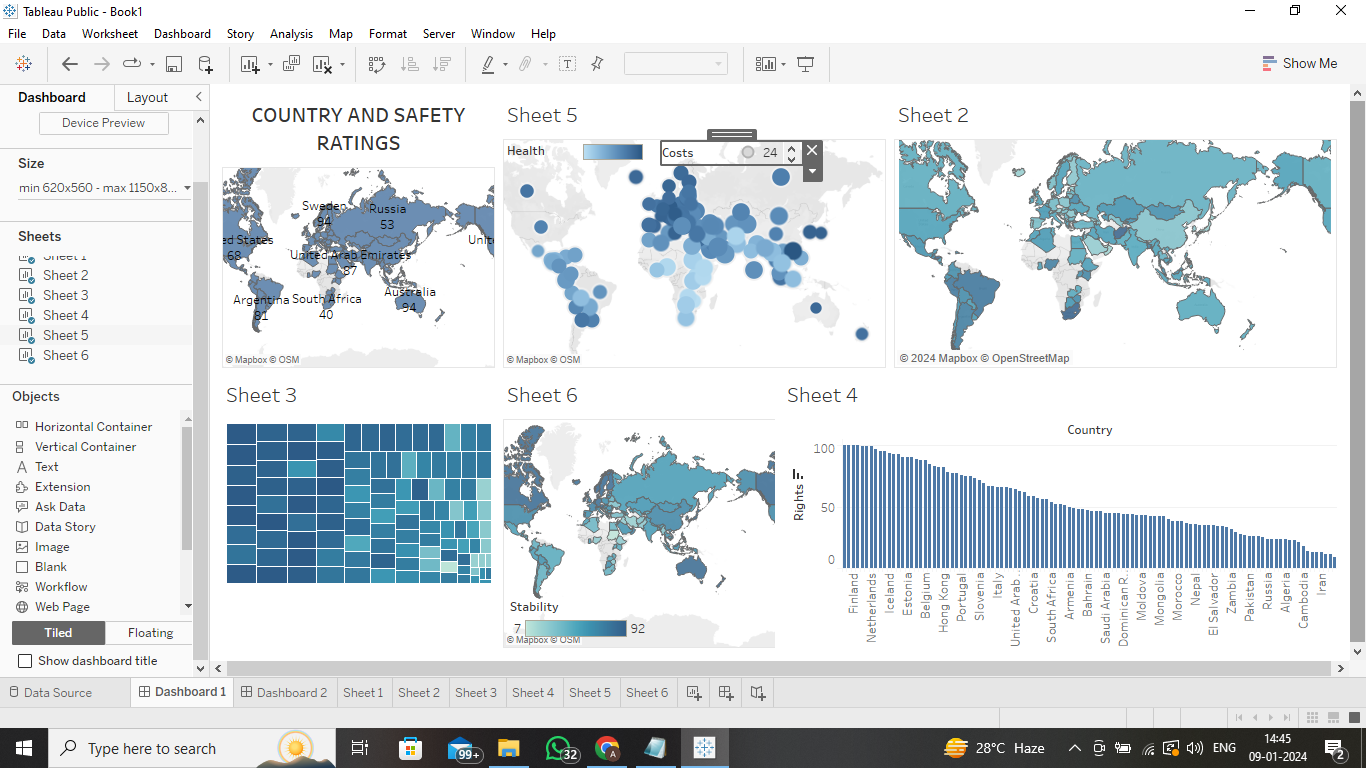 Tableau Public - Book1
File Data Worksheet Dashboard Story Analysis Map Format Server Window Help
Show Me
Dashboard Layout
Device Preview
Size
min 620x560 - max 1150x8...
Sheets
Sheet 1
Sheet 2
Sheet 3
Sheet 4
Sheet 5
Sheet 6
Objects
Horizontal Container
Vertical Container
Text
Extension
Ask Data
Data Story
Image
Blank
Workflow
Web Page
Tiled Floating
Show dashboard title
COUNTRY AND SAFETY
RATINGS
Sweden
94
Russia
53
ed States
68
United Arab Emirates
87
Unit
Argentina
81
South Africa
40
Australia
94
© Mapbox © OSM
Sheet 5
Health
Costs 24
© Mapbox © OSM
Sheet 2
© 2024 Mapbox © OpenStreetMap
Sheet 3
Sheet 6
Stability
7 92
© Mapbox © OSM
Sheet 4
Country
Rights
100
50
0
Finland
Netherlands
Iceland
Estonia
Belgium
Hong Kong
Portugal
Slovenia
Italy
United Arab ..
Croatia
South Africa
Armenia
Bahrain
Saudi Arabia
Dominican R..
Moldova
Mongolia
Morocco
Nepal
El Salvador
Zambia
Pakistan
Russia
Algeria
Cambodia
Iran
Data Source Dashboard 1 Dashboard 2 Sheet 1 Sheet 2 Sheet 3 Sheet 4 Sheet 5 Sheet 6
Type here to search
99+
32
A
28°C Haze
ENG
14:45
09-01-2024
2